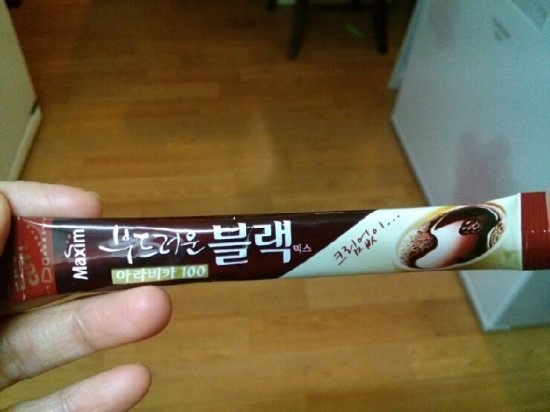 Maxim
부드러운 블랙 믹스
아라비카 100
크림없이...